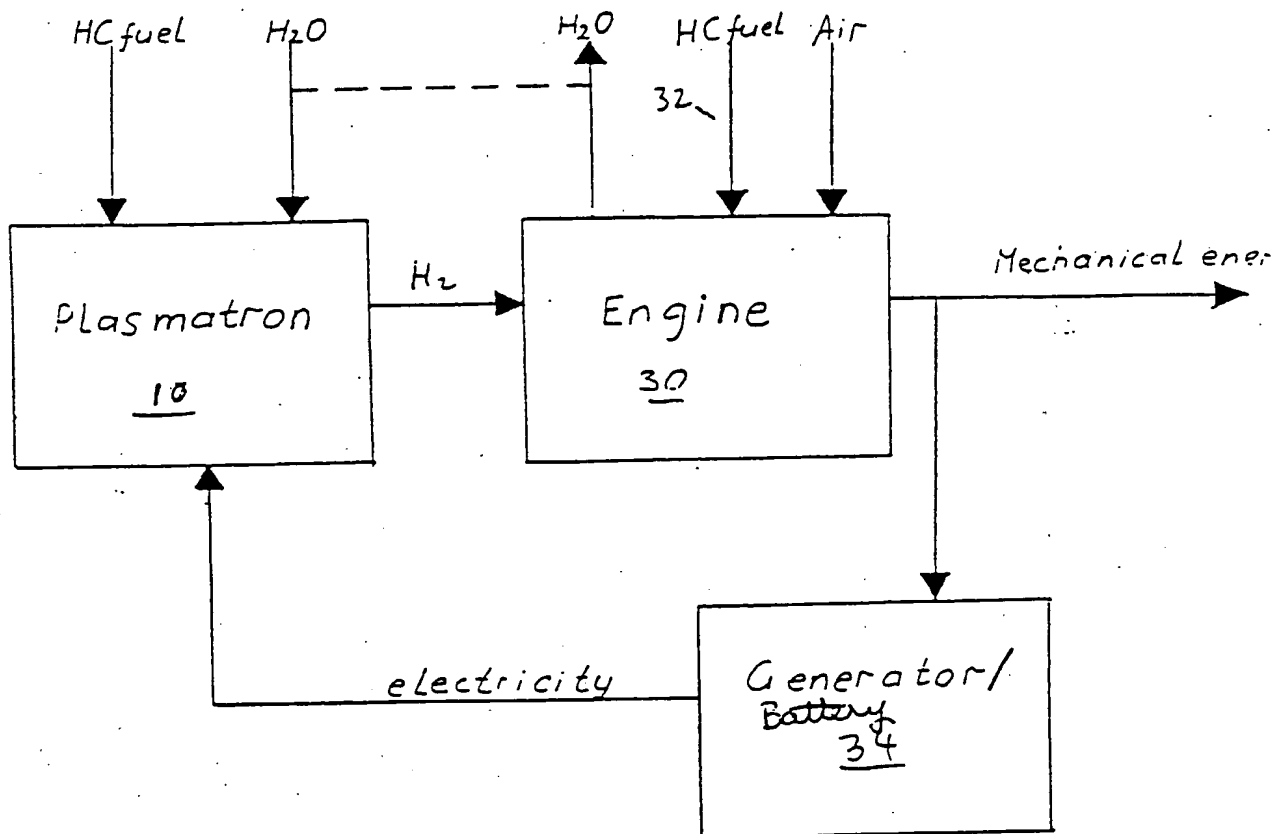 HC fuel H₂O H₂O HC fuel Air
32
Mechanical ener
H₂
Plasmatron
10
Engine
30
electricity
Generator/
Battery
34